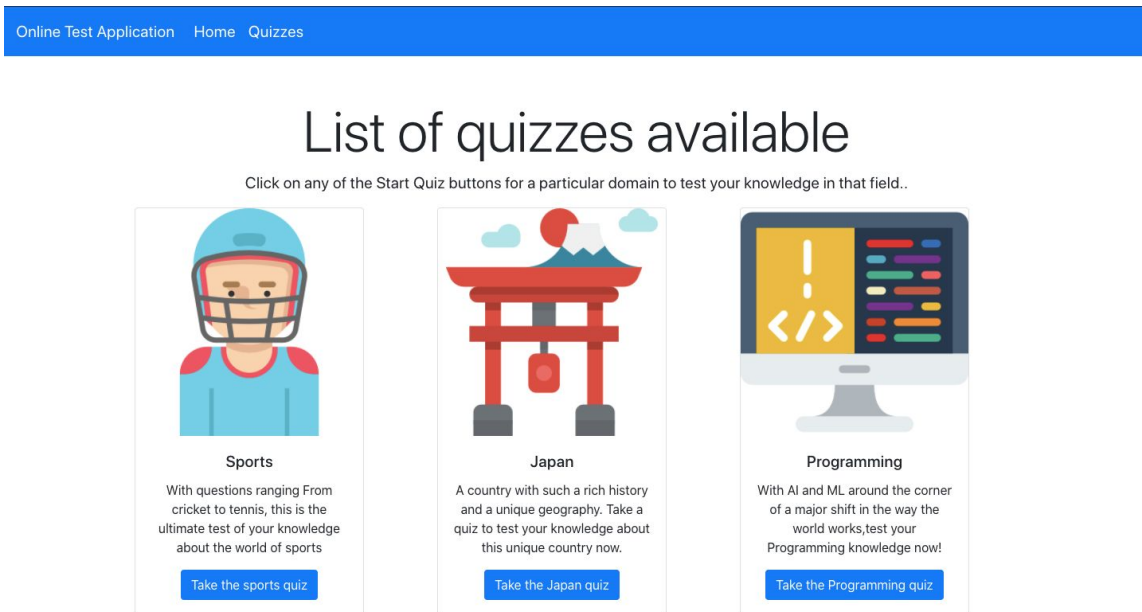 Online Test Application Home Quizzes
List of quizzes available
Click on any of the Start Quiz buttons for a particular domain to test your knowledge in that field..
Sports
With questions ranging From
cricket to tennis, this is the
ultimate test of your knowledge
about the world of sports
Take the sports quiz
Japan
A country with such a rich history
and a unique geography. Take a
quiz to test your knowledge about
this unique country now.
Take the Japan quiz
Programming
With AI and ML around the corner
of a major shift in the way the
world works,test your
Programming knowledge now!
Take the Programming quiz